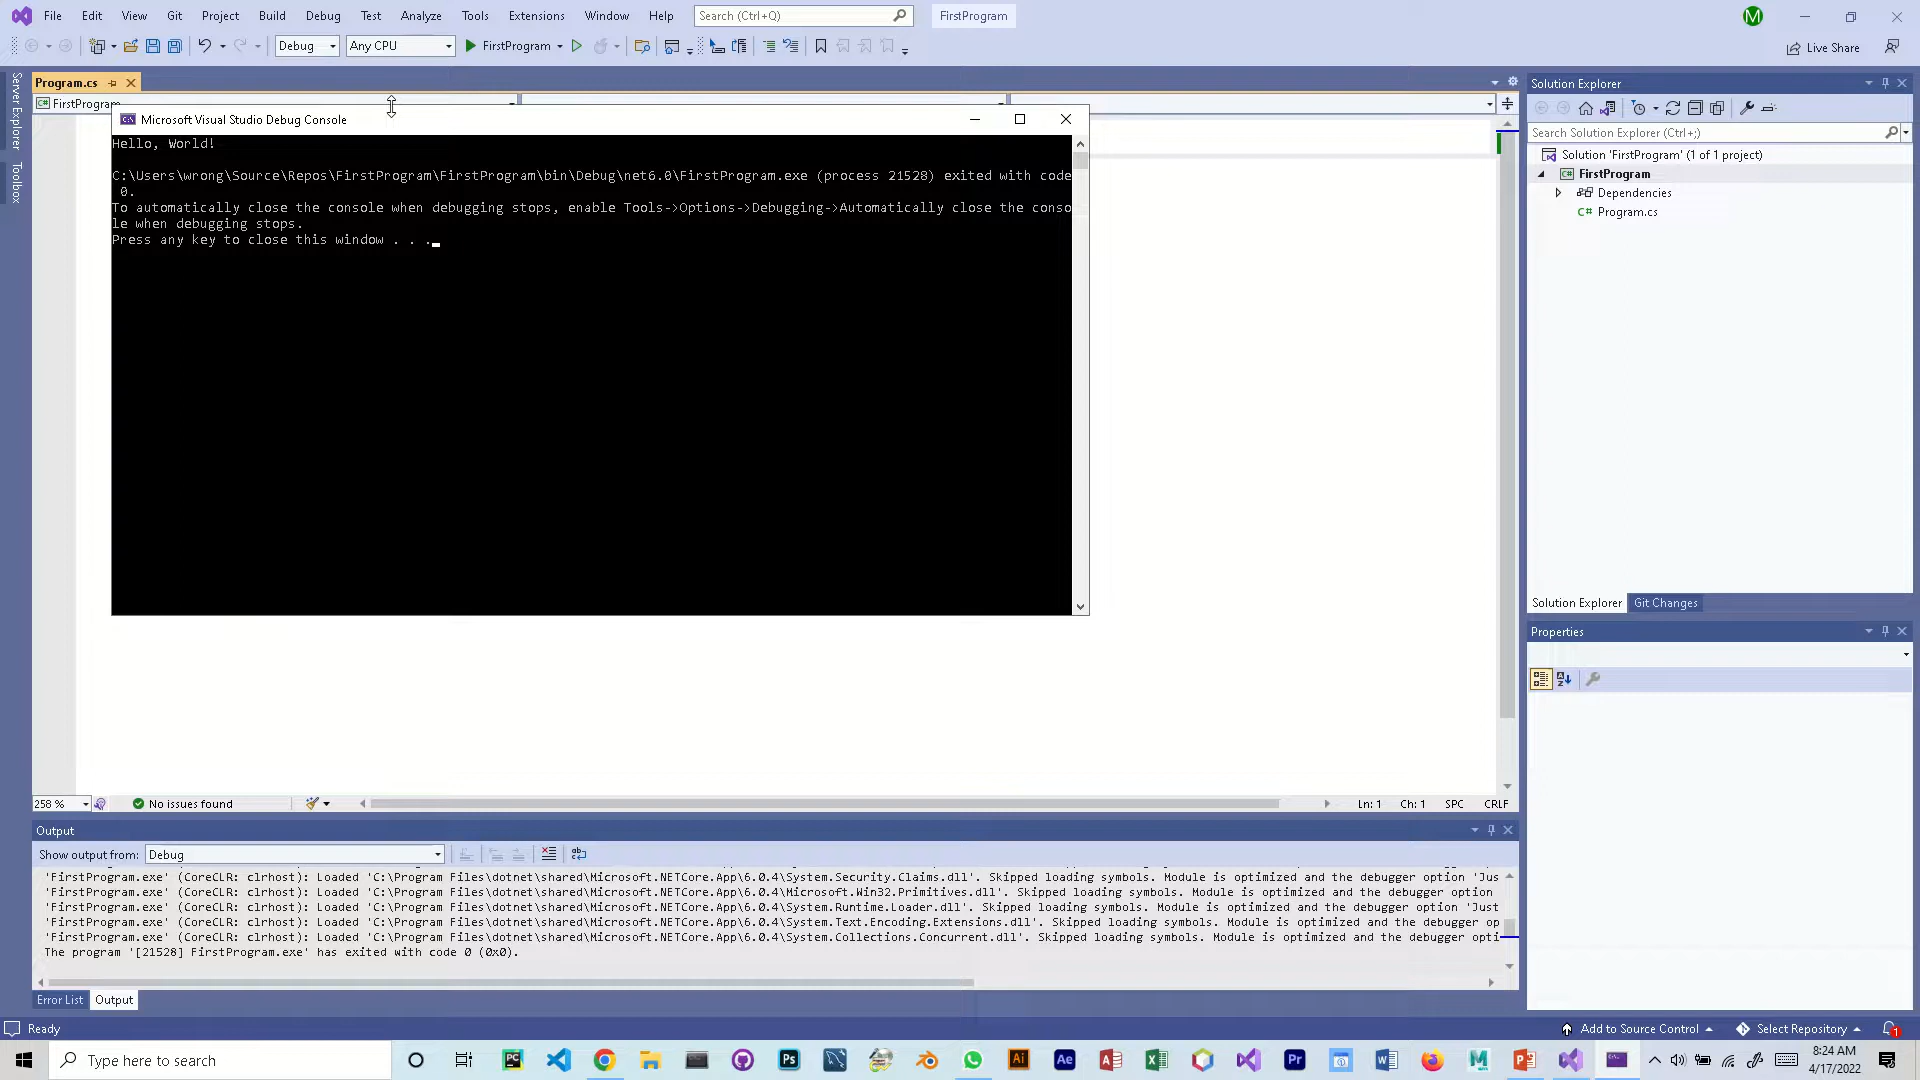 File Edit View Git Project Build Debug Test Analyze Tools Extensions Window Help Search (Ctrl+Q) FirstProgram
Debug Any CPU FirstProgram Live Share
Server Explorer
Toolbox
Program.cs
FirstProgram
Microsoft Visual Studio Debug Console
Hello, World!
C:\Users\wrong\Source\Repos\FirstProgram\FirstProgram\bin\Debug\net6.0\FirstProgram.exe (process 21528) exited with code
0.
To automatically close the console when debugging stops, enable Tools->Options->Debugging->Automatically close the conso
le when debugging stops.
Press any key to close this window . . .
Solution Explorer
Search Solution Explorer (Ctrl+;)
Solution 'FirstProgram' (1 of 1 project)
FirstProgram
Dependencies
C# Program.cs
Solution Explorer Git Changes
Properties
258 % No issues found Ln: 1 Ch: 1 SPC CRLF
Output
Show output from: Debug
'FirstProgram.exe' (CoreCLR: clrhost): Loaded 'C:\Program Files\dotnet\shared\Microsoft.NETCore.App\6.0.4\System.Security.Claims.dll'. Skipped loading symbols. Module is optimized and the debugger option 'Jus
'FirstProgram.exe' (CoreCLR: clrhost): Loaded 'C:\Program Files\dotnet\shared\Microsoft.NETCore.App\6.0.4\Microsoft.Win32.Primitives.dll'. Skipped loading symbols. Module is optimized and the debugger option
'FirstProgram.exe' (CoreCLR: clrhost): Loaded 'C:\Program Files\dotnet\shared\Microsoft.NETCore.App\6.0.4\System.Runtime.Loader.dll'. Skipped loading symbols. Module is optimized and the debugger option 'Just
'FirstProgram.exe' (CoreCLR: clrhost): Loaded 'C:\Program Files\dotnet\shared\Microsoft.NETCore.App\6.0.4\System.Text.Encoding.Extensions.dll'. Skipped loading symbols. Module is optimized and the debugger op
'FirstProgram.exe' (CoreCLR: clrhost): Loaded 'C:\Program Files\dotnet\shared\Microsoft.NETCore.App\6.0.4\System.Collections.Concurrent.dll'. Skipped loading symbols. Module is optimized and the debugger opti
The program '[21528] FirstProgram.exe' has exited with code 0 (0x0).
Error List Output
Ready Add to Source Control Select Repository 1
Type here to search
8:24 AM
4/17/2022